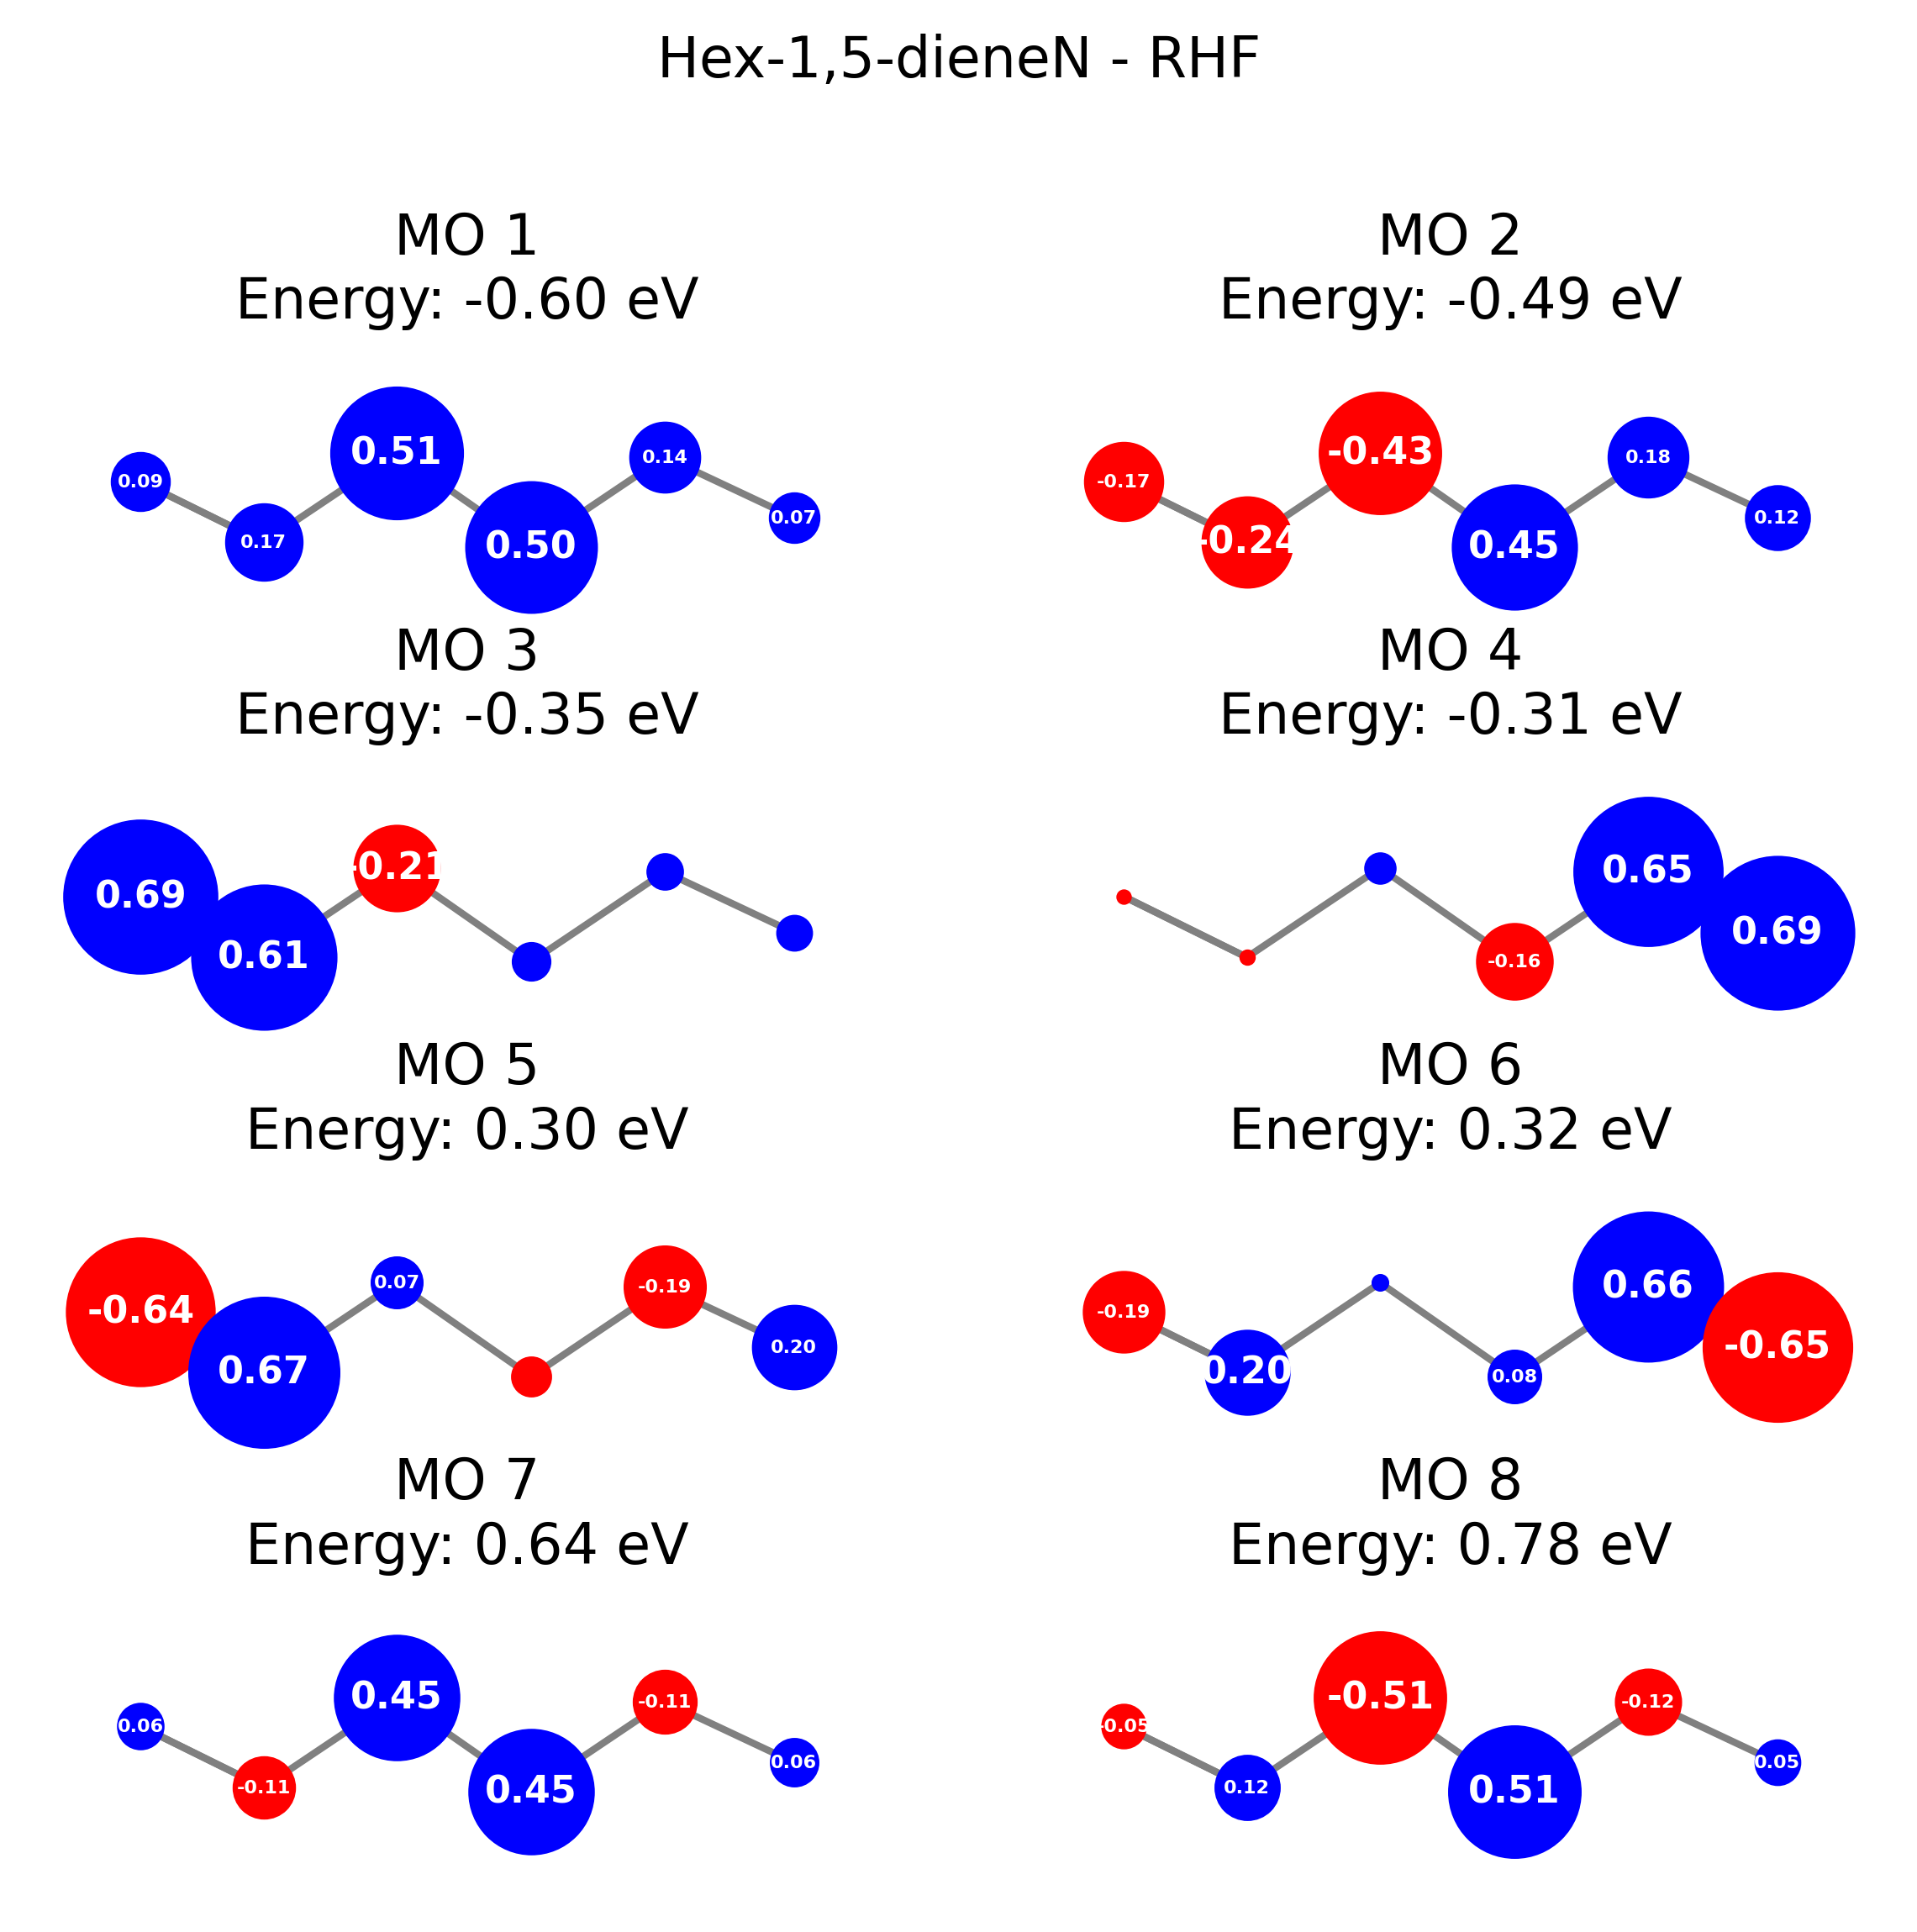 Hex-1,5-dieneN - RHF
MO 1
Energy: -0.60 eV
0.09
0.17
0.51
0.50
0.14
0.07
MO 2
Energy: -0.49 eV
-0.17
-0.24
-0.43
0.45
0.18
0.12
MO 3
Energy: -0.35 eV
0.69
0.61
-0.21
MO 4
Energy: -0.31 eV
-0.16
0.65
0.69
MO 5
Energy: 0.30 eV
-0.64
0.67
0.07
-0.19
0.20
MO 6
Energy: 0.32 eV
-0.19
0.20
0.08
0.66
-0.65
MO 7
Energy: 0.64 eV
0.06
-0.11
0.45
0.45
-0.11
0.06
MO 8
Energy: 0.78 eV
-0.05
0.12
-0.51
0.51
-0.12
0.05